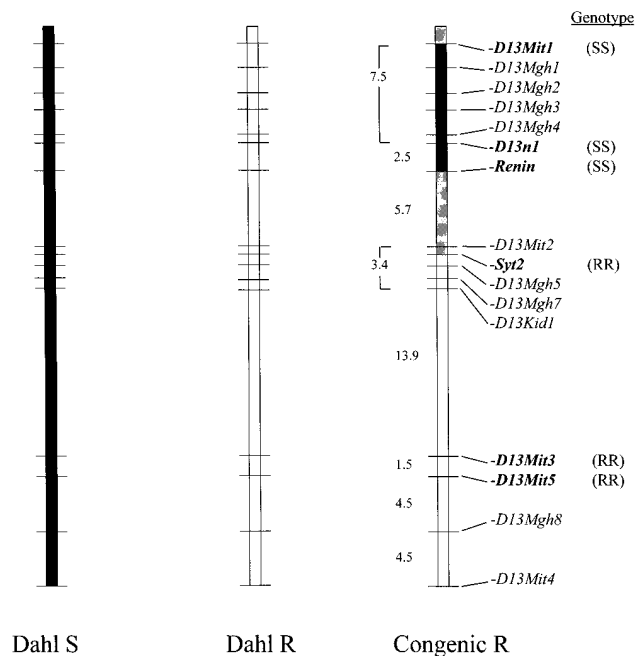 Genotype
-D13Mit1 (SS)
7.5
-D13Mgh1
-D13Mgh2
-D13Mgh3
-D13Mgh4
-D13n1 (SS)
2.5
-Renin (SS)
5.7
-D13Mit2
3.4
-Syt2 (RR)
-D13Mgh5
-D13Mgh7
-D13Kid1
13.9
-D13Mit3 (RR)
1.5
-D13Mit5 (RR)
4.5
-D13Mgh8
4.5
-D13Mit4
Dahl S Dahl R Congenic R